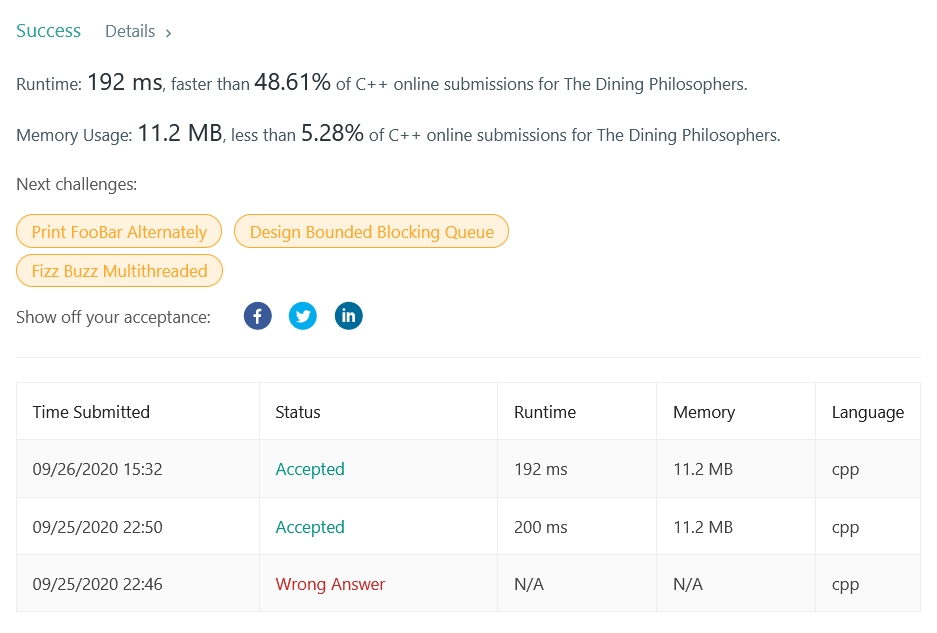 Success Details >
Runtime: 192 ms, faster than 48.61% of C++ online submissions for The Dining Philosophers.
Memory Usage: 11.2 MB, less than 5.28% of C++ online submissions for The Dining Philosophers.
Next challenges:
Print FooBar Alternately Design Bounded Blocking Queue
Fizz Buzz Multithreaded
Show off your acceptance: f in
Time Submitted Status Runtime Memory Language
09/26/2020 15:32 Accepted 192 ms 11.2 MB cpp
09/25/2020 22:50 Accepted 200 ms 11.2 MB cpp
09/25/2020 22:46 Wrong Answer N/A N/A cpp